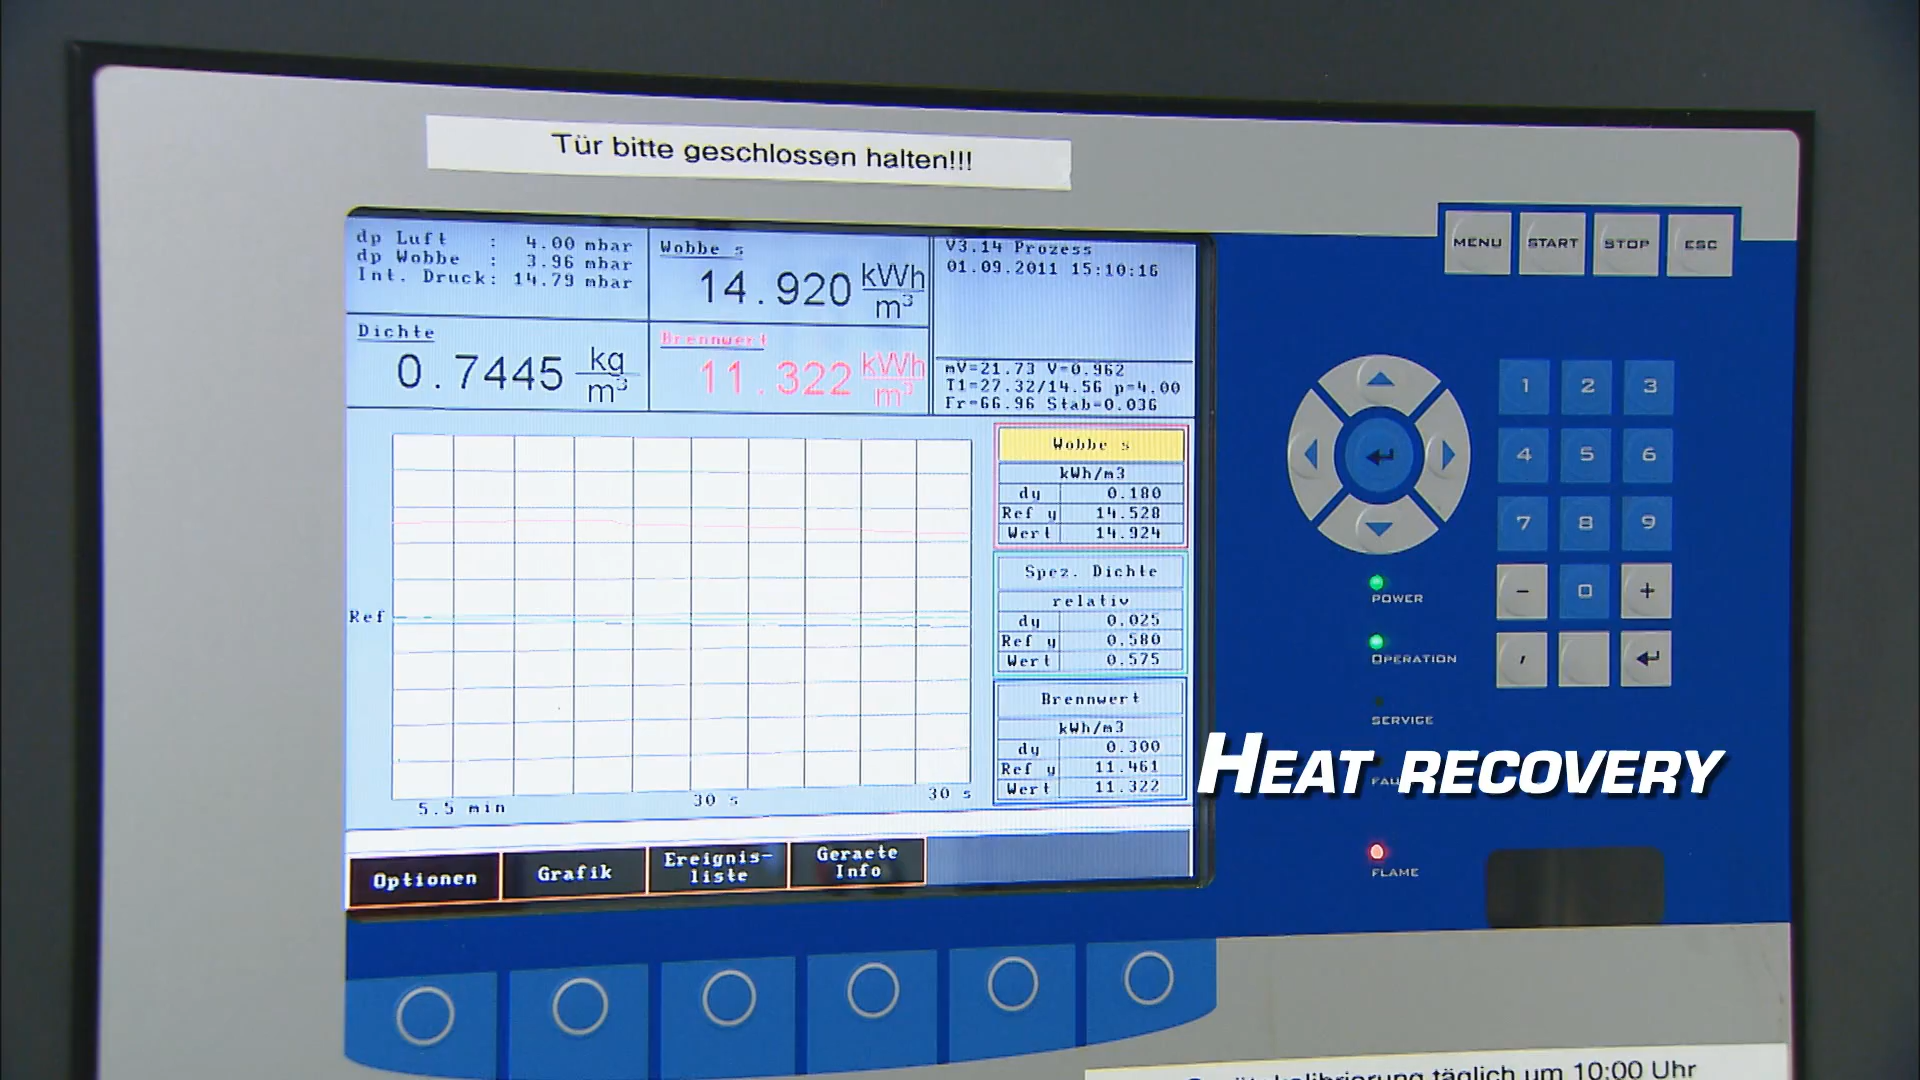 Tür bitte geschlossen halten!!!
dp Luft : 4.00 mbar
dp Wobbe : 3.96 mbar
Int. Druck: 14.79 mbar
Wobbe s
14.920 kWh/m³
V3.14 Prozess
01.09.2011 15:10:16
Dichte
0.7445 kg/m³
Brennwert
11.322 kWh/m³
mV=21.73 V=0.962
T1=27.32/14.56 p=4.00
Fr=66.96 Stab=0.036
Wobbe s
kWh/m3
dy 0.180
Ref y 14.528
Wert 14.924
Spez. Dichte
relativ
dy 0.025
Ref y 0.580
Wert 0.575
Brennwert
kWh/m3
dy 0.300
Ref y 11.461
Wert 11.322
Ref
5.5 min 30 s 30 s
Optionen Grafik Ereignis-
liste Geraete
Info
MENU START STOP ESC
1 2 3
4 5 6
7 8 9
- 0 +
,
POWER
OPERATION
SERVICE
HEAT RECOVERY
FLAME
täglich um 10:00 Uhr